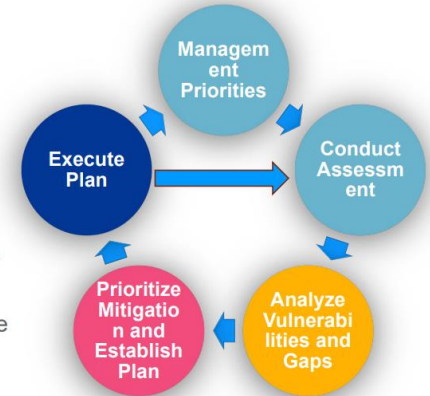 Managem
ent
Priorities
Execute
Plan
Conduct
Assessm
ent
Prioritize
Mitigatio
n and
Establish
Plan
Analyze
Vulnerabi
lities and
Gaps
e